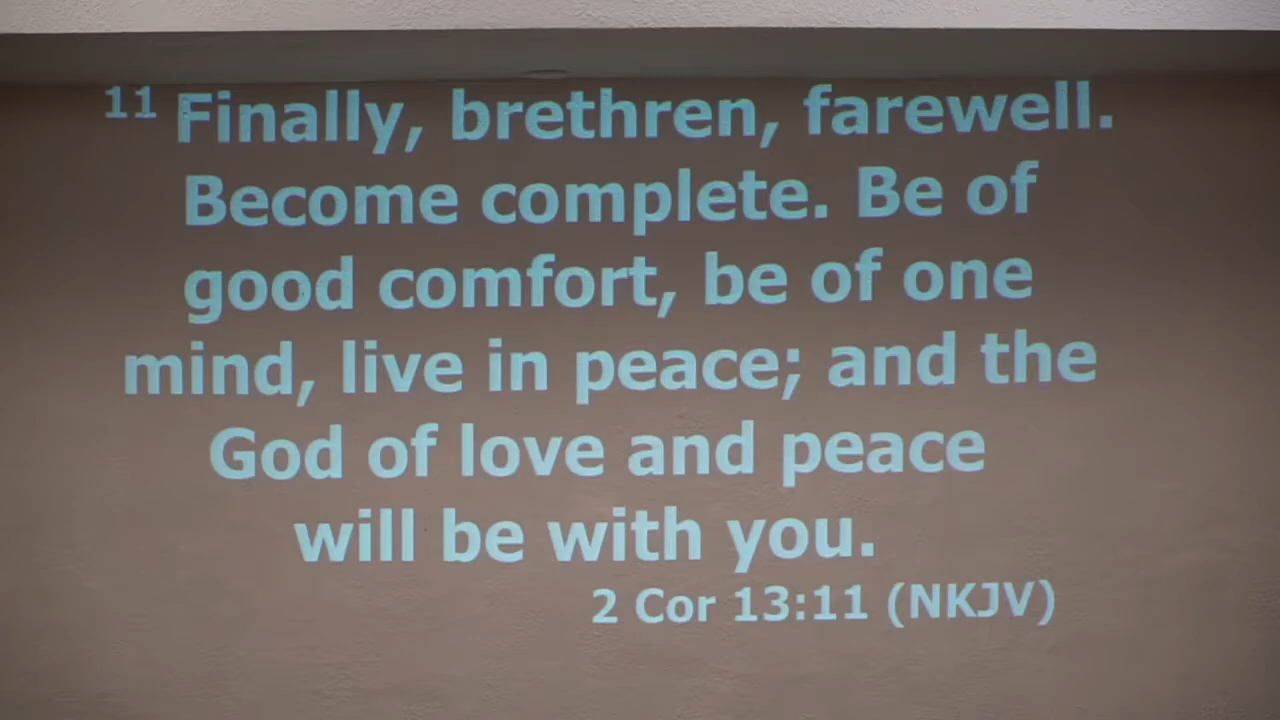 11 Finally, brethren, farewell.
Become complete. Be of
good comfort, be of one
mind, live in peace; and the
God of love and peace
will be with you.
2 Cor 13:11 (NKJV)